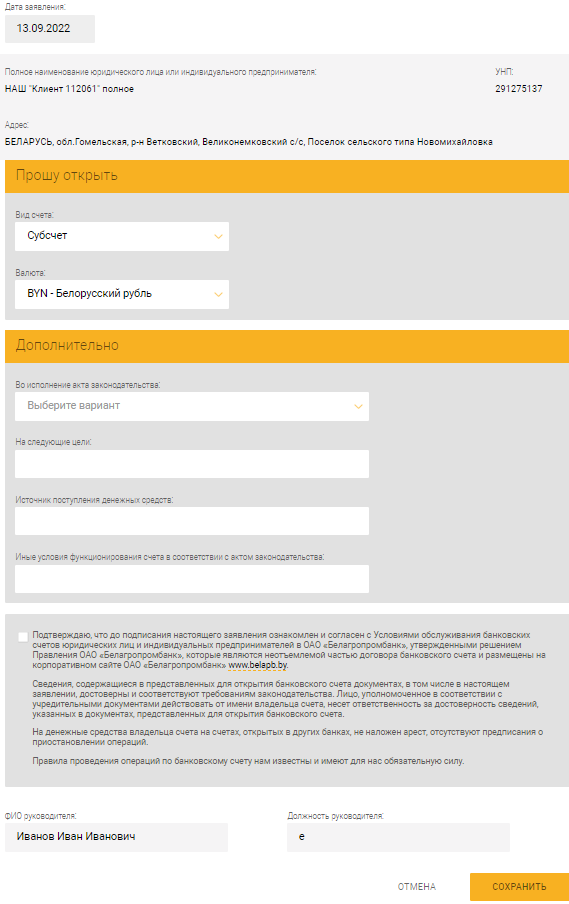 Дата заявления:
13.09.2022
Полное наименование юридического лица или индивидуального предпринимателя: УНП:
НАШ "Клиент 112061" полное 291275137
Адрес:
БЕЛАРУСЬ, обл.Гомельская, р-н Ветковский, Великонемковский с/с, Поселок сельского типа Новомихайловка
Прошу открыть
Вид счета:
Субсчет
Валюта:
BYN - Белорусский рубль
Дополнительно
Во исполнение акта законодательства:
Выберите вариант
На следующие цели:
Источник поступления денежных средств:
Иные условия функционирования счета в соответствии с актом законодательства:
Подтверждаю, что до подписания настоящего заявления ознакомлен и согласен с Условиями обслуживания банковских
счетов юридических лиц и индивидуальных предпринимателей в ОАО «Белагропромбанк», утвержденными решением
Правления ОАО «Белагропромбанк», которые являются неотъемлемой частью договора банковского счета и размещены на
корпоративном сайте ОАО «Белагропромбанк» www.belapb.by.
Сведения, содержащиеся в представленных для открытия банковского счета документах, в том числе в настоящем
заявлении, достоверны и соответствуют требованиям законодательства. Лицо, уполномоченное в соответствии с
учредительными документами действовать от имени владельца счета, несет ответственность за достоверность сведений,
указанных в документах, представленных для открытия банковского счета.
На денежные средства владельца счета на счетах, открытых в других банках, не наложен арест, отсутствуют предписания о
приостановлении операций.
Правила проведения операций по банковскому счету нам известны и имеют для нас обязательную силу.
ФИО руководителя: Должность руководителя:
Иванов Иван Иванович е
ОТМЕНА СОХРАНИТЬ